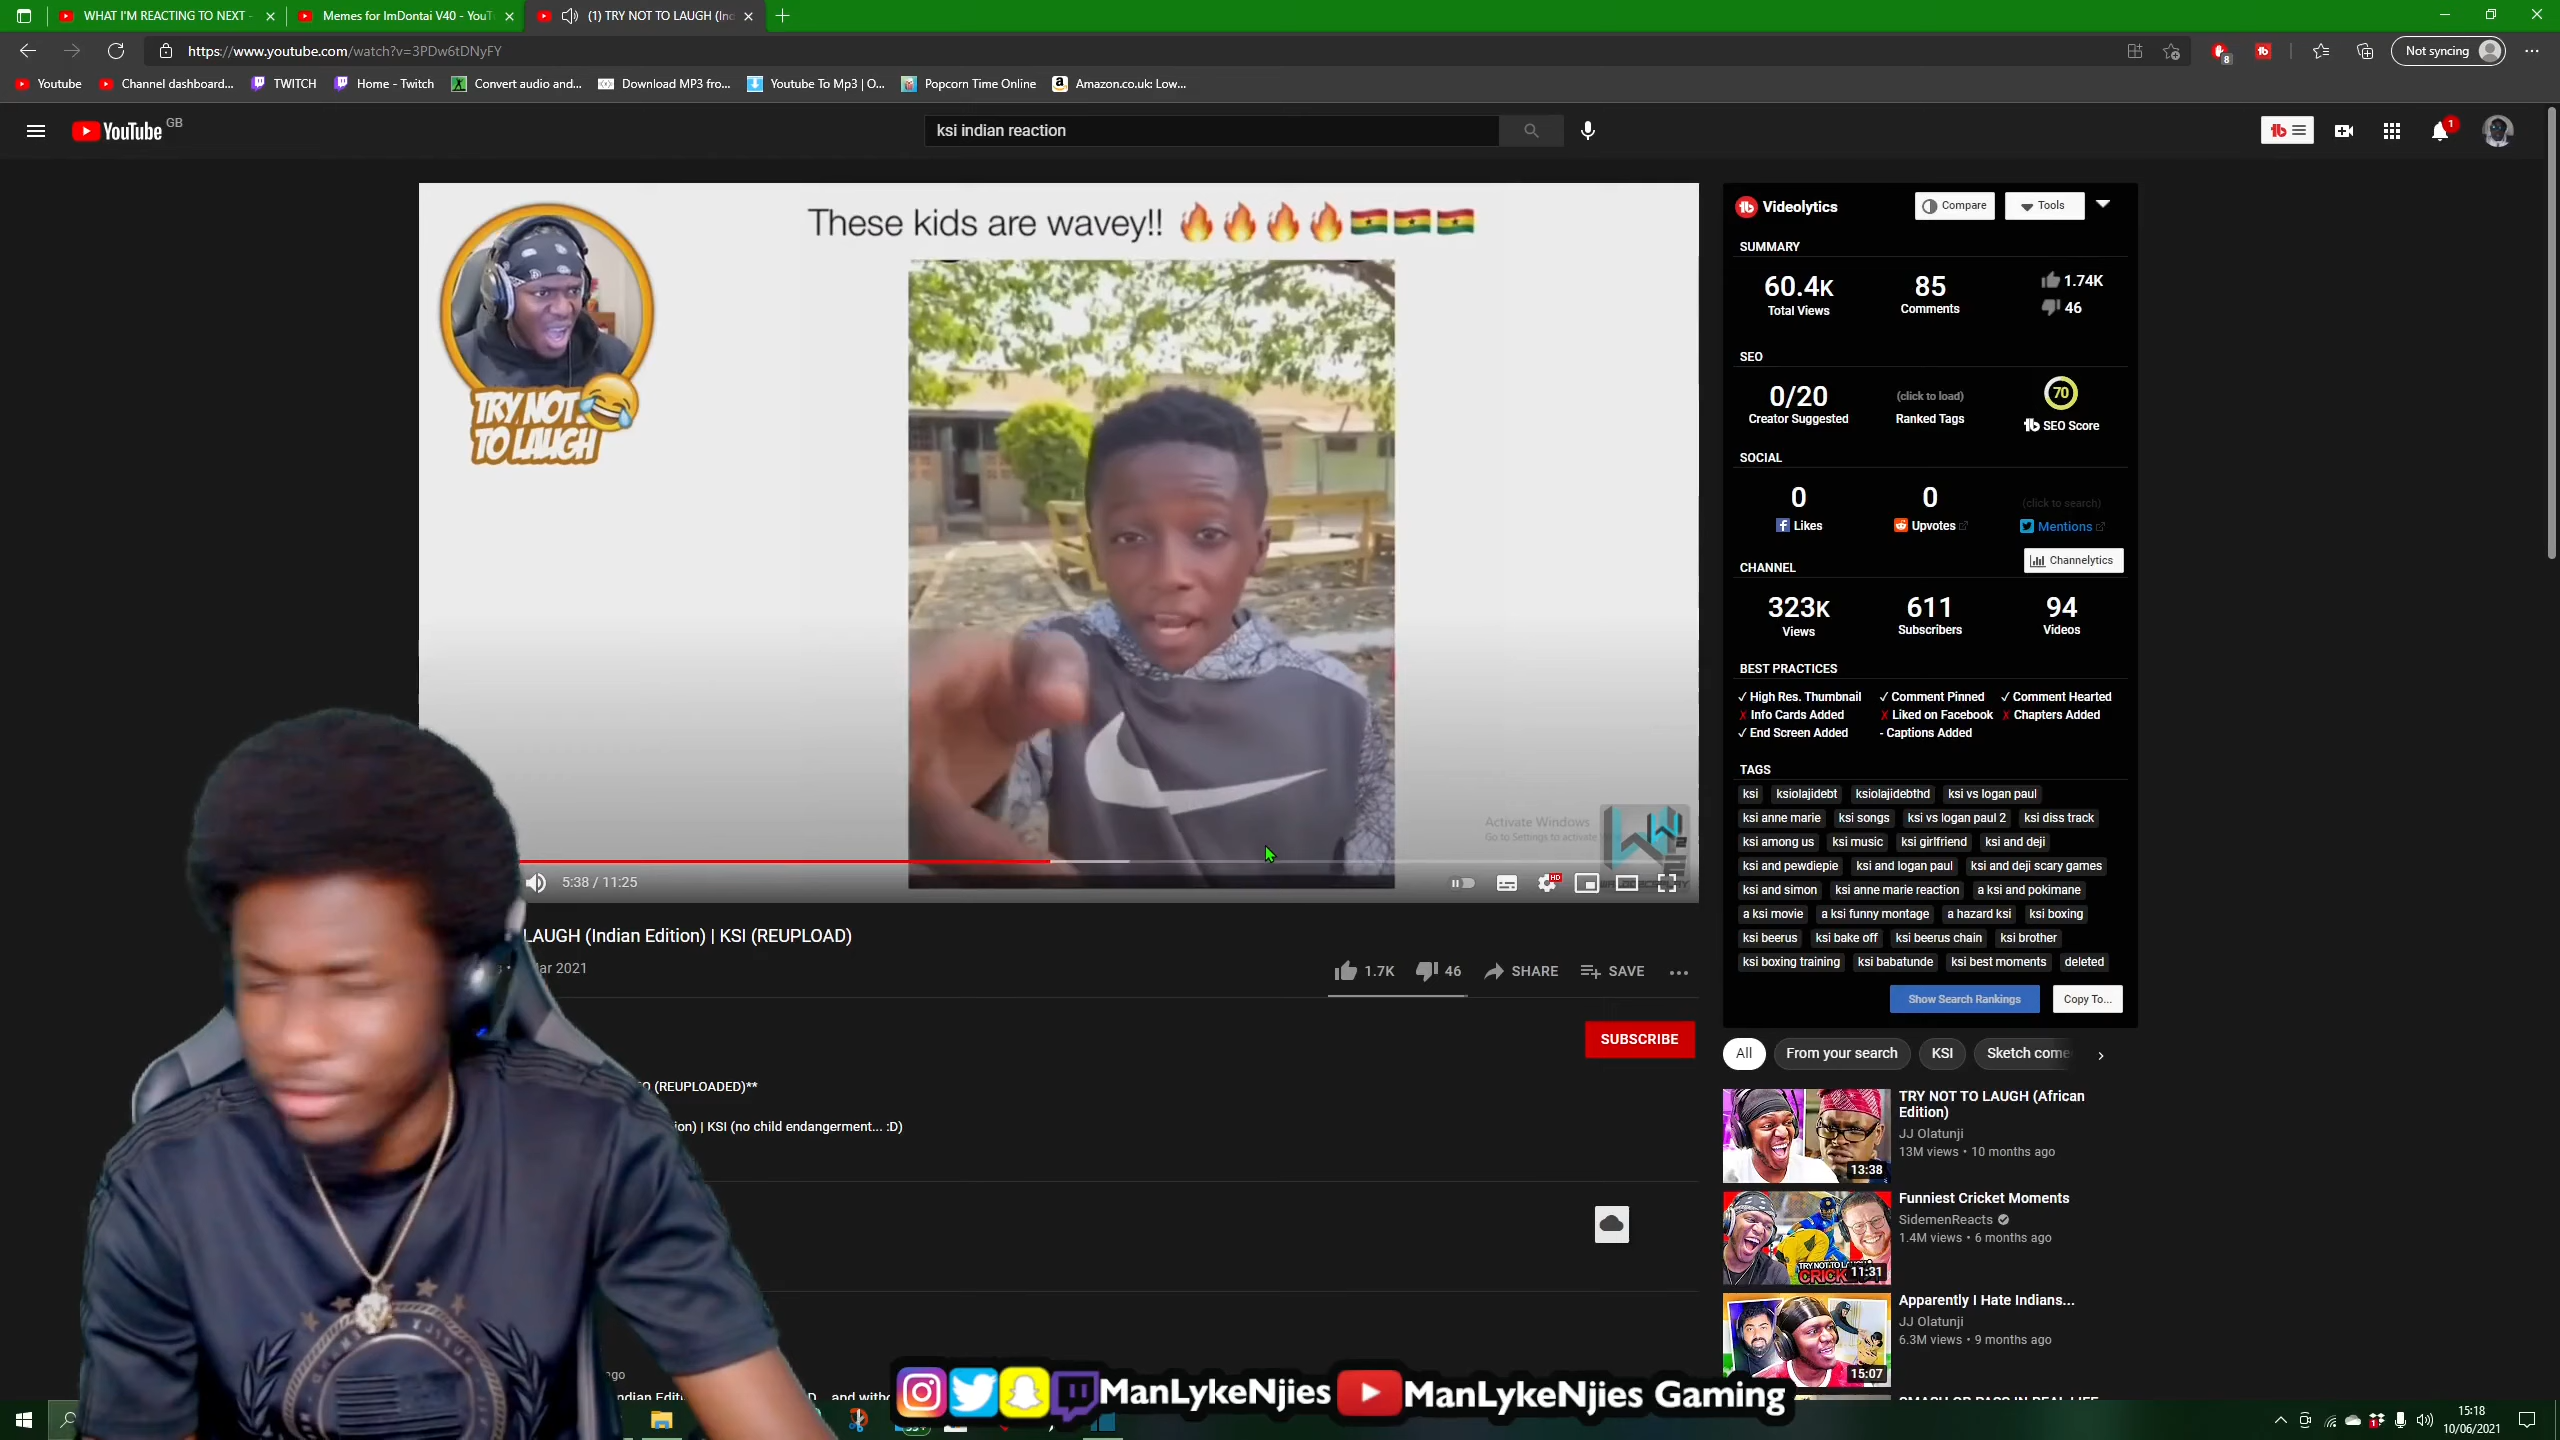 WHAT I'M REACTING TO NEXT -
Memes for ImDontai V40 - YouT
(1) TRY NOT TO LAUGH (Ind
https://www.youtube.com/watch?v=3PDw6tDNyFY
8
Not syncing
Youtube
Channel dashboard...
TWITCH
Home - Twitch
Convert audio and...
Download MP3 fro...
Youtube To Mp3 | O...
Popcorn Time Online
Amazon.co.uk: Low...
YouTube GB
ksi indian reaction
1
These kids are wavey!! 🔥🔥🔥🔥🇬🇭🇬🇭🇬🇭
TRY NOT
TO LAUGH
Activate Windows
5:38 / 11:25
HD
LAUGH (Indian Edition) | KSI (REUPLOAD)
ar 2021
1.7K
46
SHARE
SAVE
SUBSCRIBE
(REUPLOADED)**
ion) | KSI (no child endangerment... :D)
Videolytics
Compare
Tools
SUMMARY
60.4K
Total Views
85
Comments
1.74K
46
SEO
0/20
Creator Suggested
(click to load)
Ranked Tags
70
SEO Score
SOCIAL
0
Likes
0
Upvotes
(click to search)
Mentions
CHANNEL
Channelytics
323K
Views
611
Subscribers
94
Videos
BEST PRACTICES
✓ High Res. Thumbnail ✓ Comment Pinned ✓ Comment Hearted
✗ Info Cards Added ✗ Liked on Facebook ✗ Chapters Added
✓ End Screen Added - Captions Added
TAGS
ksi ksiolajidebt ksiolajidebthd ksi vs logan paul
ksi anne marie ksi songs ksi vs logan paul 2 ksi diss track
ksi among us ksi music ksi girlfriend ksi and deji
ksi and pewdiepie ksi and logan paul ksi and deji scary games
ksi and simon ksi anne marie reaction a ksi and pokimane
a ksi movie a ksi funny montage a hazard ksi ksi boxing
ksi beerus ksi bake off ksi beerus chain ksi brother
ksi boxing training ksi babatunde ksi best moments deleted
Show Search Rankings
Copy To...
All
From your search
KSI
Sketch come
TRY NOT TO LAUGH (African
Edition)
JJ Olatunji
13M views • 10 months ago
13:38
Funniest Cricket Moments
SidemenReacts
1.4M views • 6 months ago
11:31
Apparently I Hate Indians...
JJ Olatunji
6.3M views • 9 months ago
15:07
ago
ndian Edit
and with
ManLykeNjies
ManLykeNjies Gaming
15:18
10/06/2021